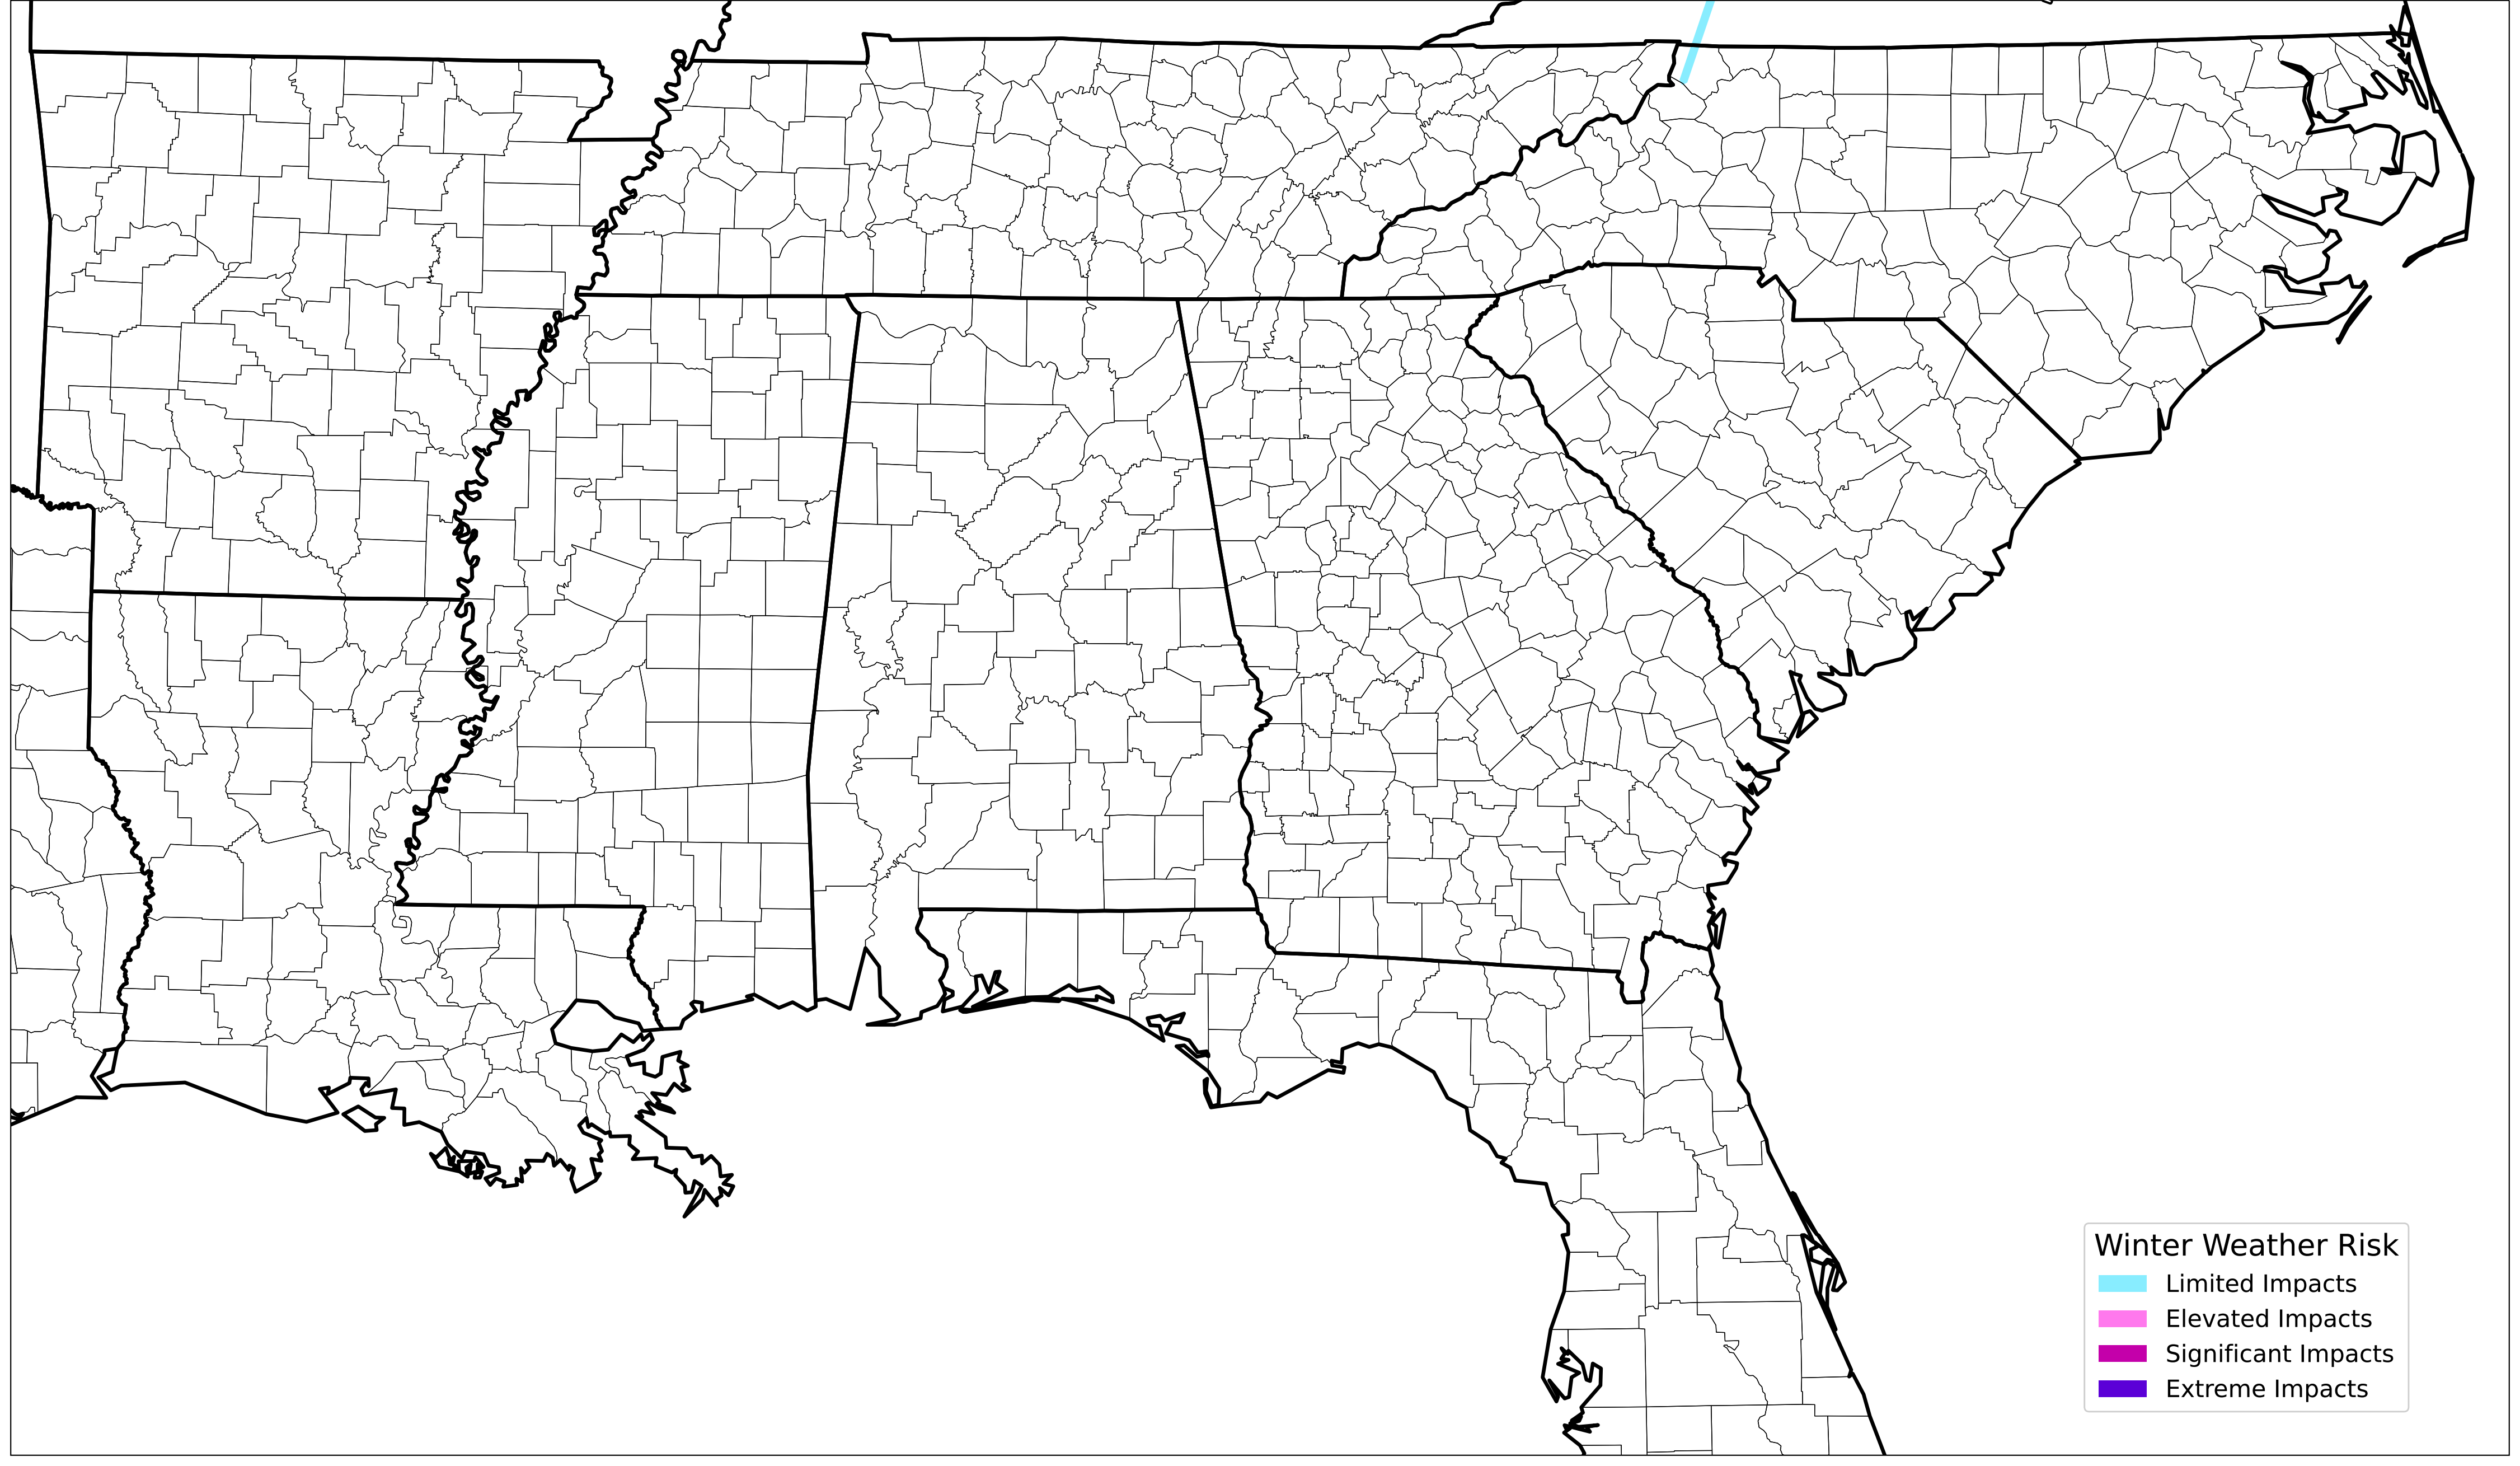 Winter Weather Risk
Limited Impacts
Elevated Impacts
Significant Impacts
Extreme Impacts